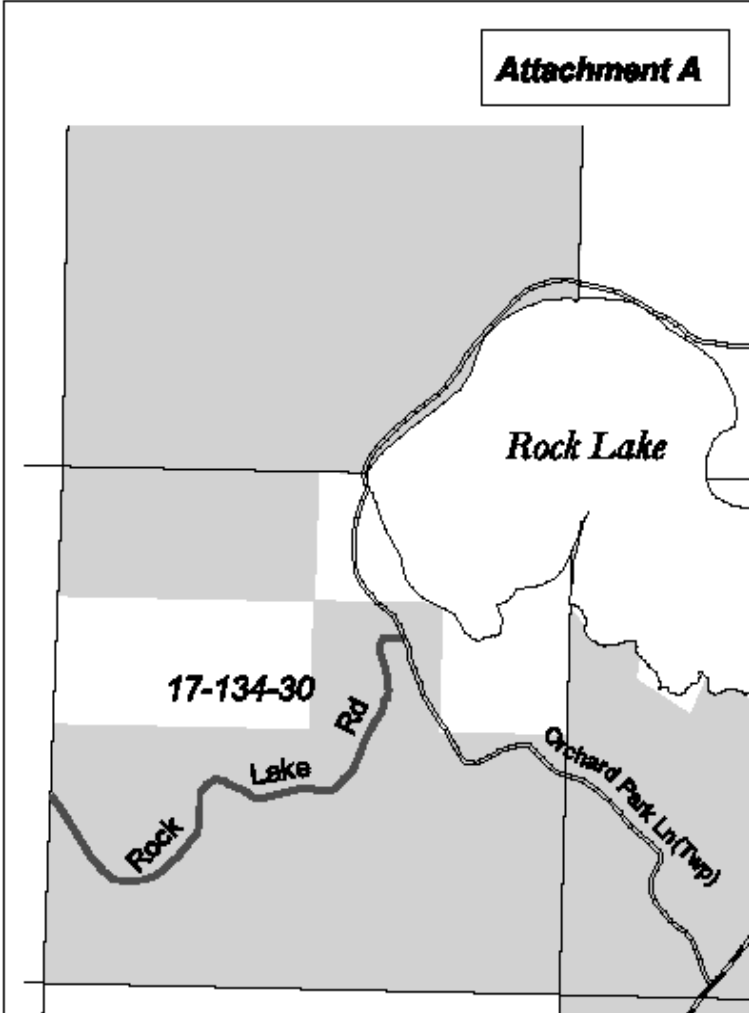 Attachment A
Rock Lake
17-134-30
Rock Lake Rd
Orchard Park Ln(Twp)